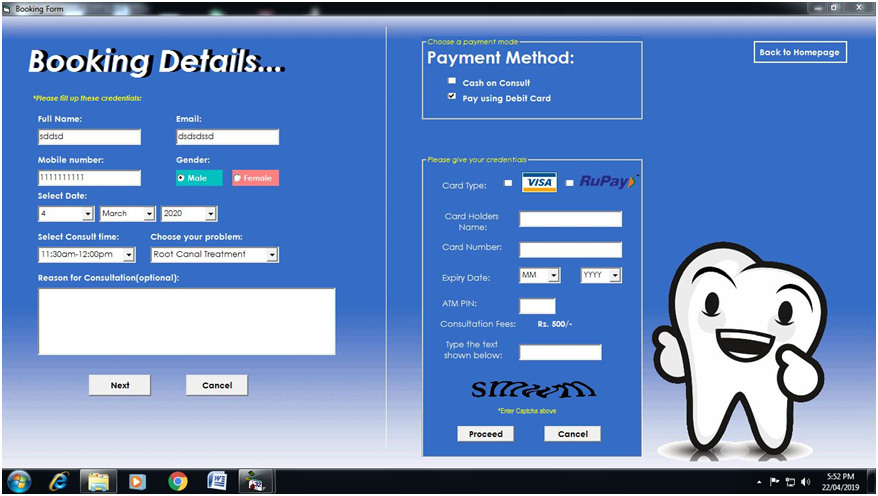 Booking Form
Booking Details...
*Please fill up these credentials:
Full Name: Email:
sddsd dsdsdssd
Mobile number: Gender:
1111111111 Male Female
Select Date:
4 March 2020
Select Consult time: Choose your problem:
11:30am-12:00pm Root Canal Treatment
Reason for Consultation(optional):
Next Cancel
Choose a payment mode
Payment Method:
Cash on Consult
Pay using Debit Card
Back to Homepage
Please give your credentials
Card Type: VISA RuPay
Card Holders
Name:
Card Number:
Expiry Date: MM YYYY
ATM PIN:
Consultation Fees: Rs. 500/-
Type the text
shown below:
*Enter Captcha above
Proceed Cancel
5:52 PM
22/04/2019